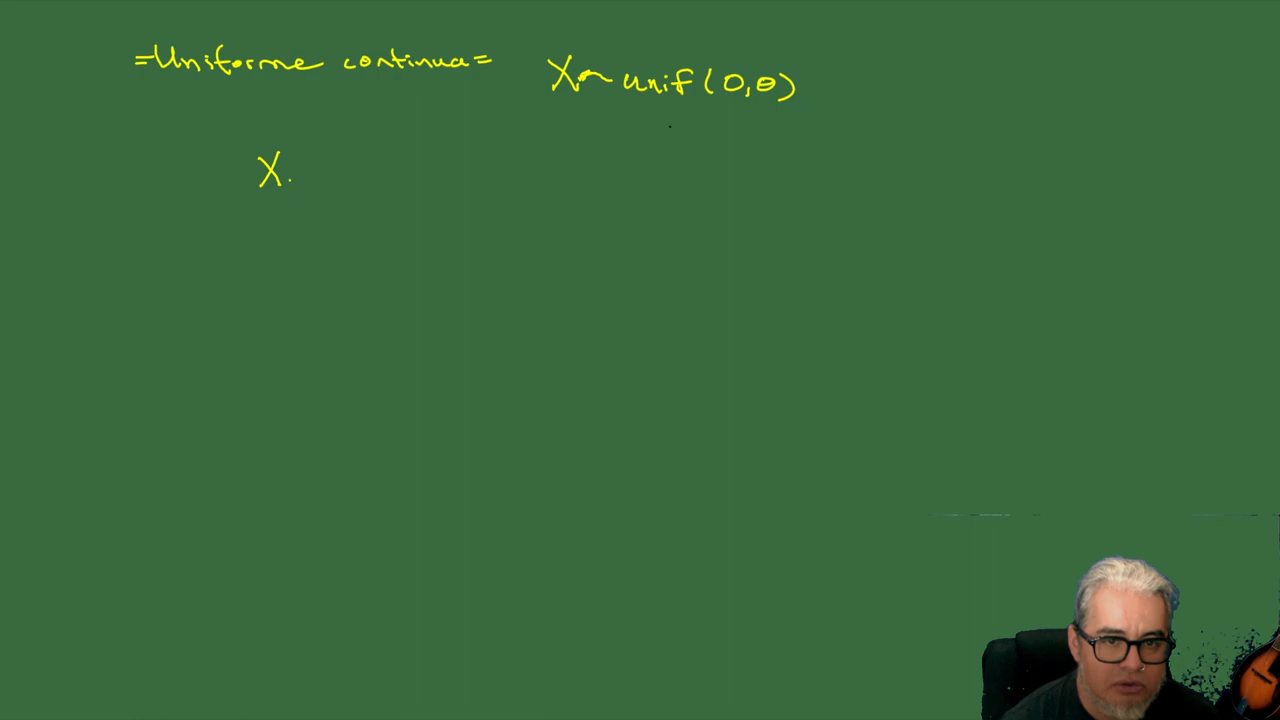 =Uniforme continua= X~unif(0,θ)
X.